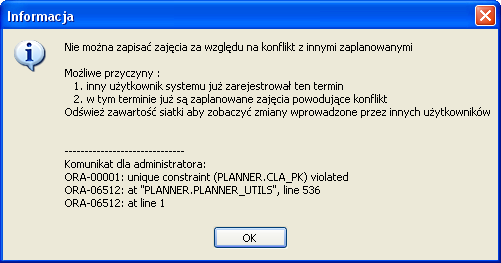 Informacja
Nie można zapisać zajęcia za względu na konflikt z innymi zaplanowanymi
Możliwe przyczyny :
1. inny użytkownik systemu już zarejestrował ten termin
2. w tym terminie już są zaplanowane zajęcia powodujące konflikt
Odśwież zawartość siatki aby zobaczyć zmiany wprowadzone przez innych użytkowników
------------------------------
Komunikat dla administratora:
ORA-00001: unique constraint (PLANNER.CLA_PK) violated
ORA-06512: at "PLANNER.PLANNER_UTILS", line 536
ORA-06512: at line 1
OK